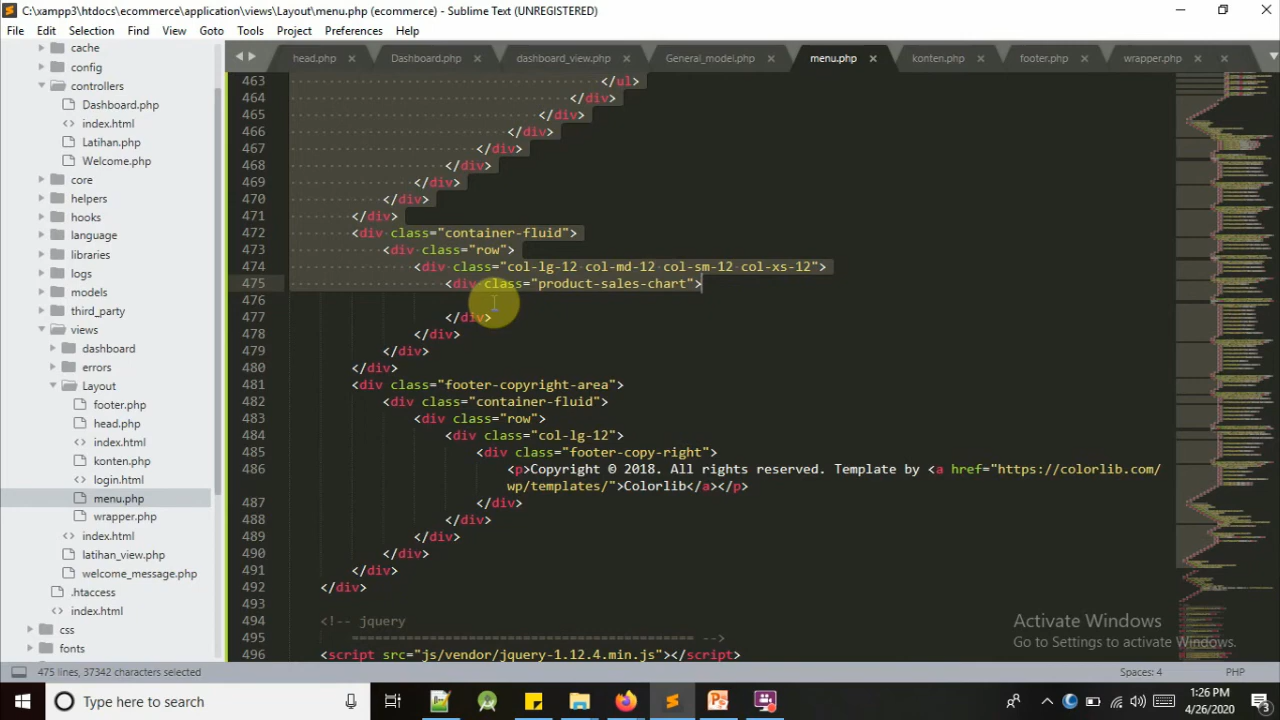 C:\xampp3\htdocs\ecommerce\application\views\Layout\menu.php (ecommerce) - Sublime Text (UNREGISTERED)
File Edit Selection Find View Goto Tools Project Preferences Help
head.php Dashboard.php dashboard_view.php General_model.php menu.php konten.php footer.php wrapper.php
cache
config
controllers
Dashboard.php
index.html
Latihan.php
Welcome.php
core
helpers
hooks
language
libraries
logs
models
third_party
views
dashboard
errors
Layout
footer.php
head.php
index.html
konten.php
login.html
menu.php
wrapper.php
index.html
latihan_view.php
welcome_message.php
.htaccess
index.html
css
fonts
463 </ul>
464 </div>
465 </div>
466 </div>
467 </div>
468 </div>
469 </div>
470 </div>
471 </div>
472 <div class="container-fluid">
473 <div class="row">
474 <div class="col-lg-12 col-md-12 col-sm-12 col-xs-12">
475 <div class="product-sales-chart">
476
477 </div>
478 </div>
479 </div>
480 </div>
481 <div class="footer-copyright-area">
482 <div class="container-fluid">
483 <div class="row">
484 <div class="col-lg-12">
485 <div class="footer-copy-right">
486 <p>Copyright © 2018. All rights reserved. Template by <a href="https://colorlib.com/
wp/templates/">Colorlib</a></p>
487 </div>
488 </div>
489 </div>
490 </div>
491 </div>
492 </div>
493
494 <!-- jquery
495 ============================================ -->
496 <script src="js/vendor/jquery-1.12.4.min.js"></script>
Activate Windows
Go to Settings to activate Windows.
475 lines, 37342 characters selected
Spaces: 4
PHP
Type here to search
1:26 PM
4/26/2020
3